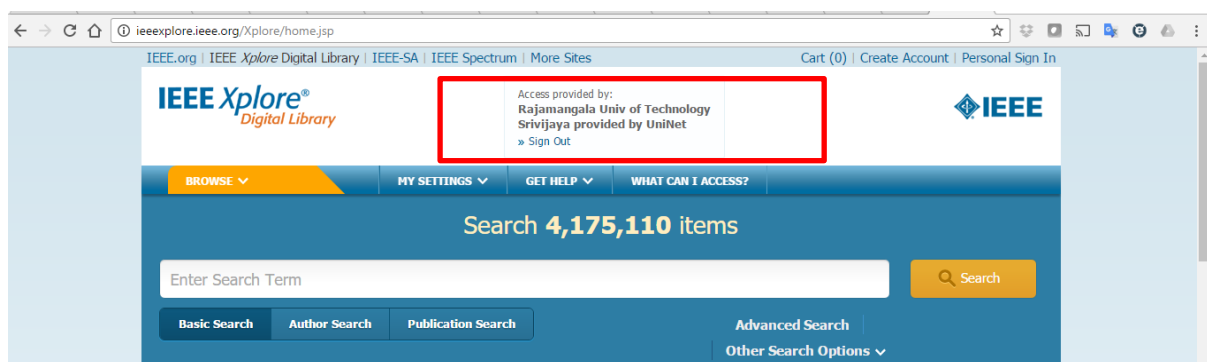 ieeexplore.ieee.org/Xplore/home.jsp
IEEE.org | IEEE Xplore Digital Library | IEEE-SA | IEEE Spectrum | More Sites
Cart (0) | Create Account | Personal Sign In
IEEE Xplore®
Digital Library
Access provided by:
Rajamangala Univ of Technology
Srivijaya provided by UniNet
» Sign Out
IEEE
BROWSE
MY SETTINGS
GET HELP
WHAT CAN I ACCESS?
Search 4,175,110 items
Enter Search Term
Search
Basic Search
Author Search
Publication Search
Advanced Search
Other Search Options